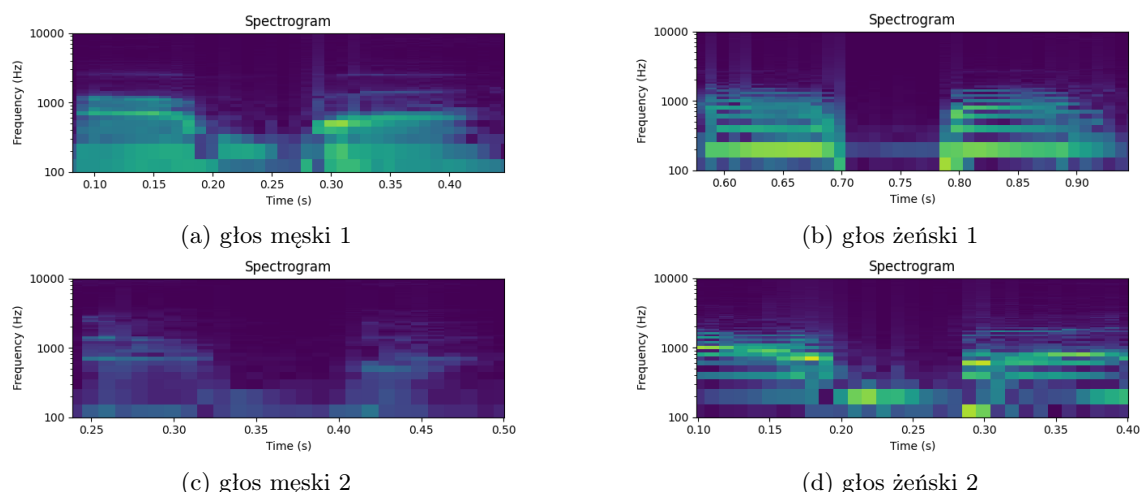 Spectrogram
10000
1000
100
Frequency (Hz)
0.10 0.15 0.20 0.25 0.30 0.35 0.40
Time (s)
(a) głos męski 1
Spectrogram
10000
1000
100
Frequency (Hz)
0.60 0.65 0.70 0.75 0.80 0.85 0.90
Time (s)
(b) głos żeński 1
Spectrogram
10000
1000
100
Frequency (Hz)
0.25 0.30 0.35 0.40 0.45 0.50
Time (s)
(c) głos męski 2
Spectrogram
10000
1000
100
Frequency (Hz)
0.10 0.15 0.20 0.25 0.30 0.35 0.40
Time (s)
(d) głos żeński 2